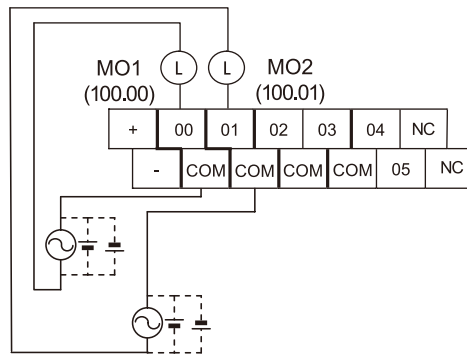 L L
MO1 MO2
(100.00) (100.01)
+ 00 01 02 03 04 NC
- COM COM COM COM 05 NC